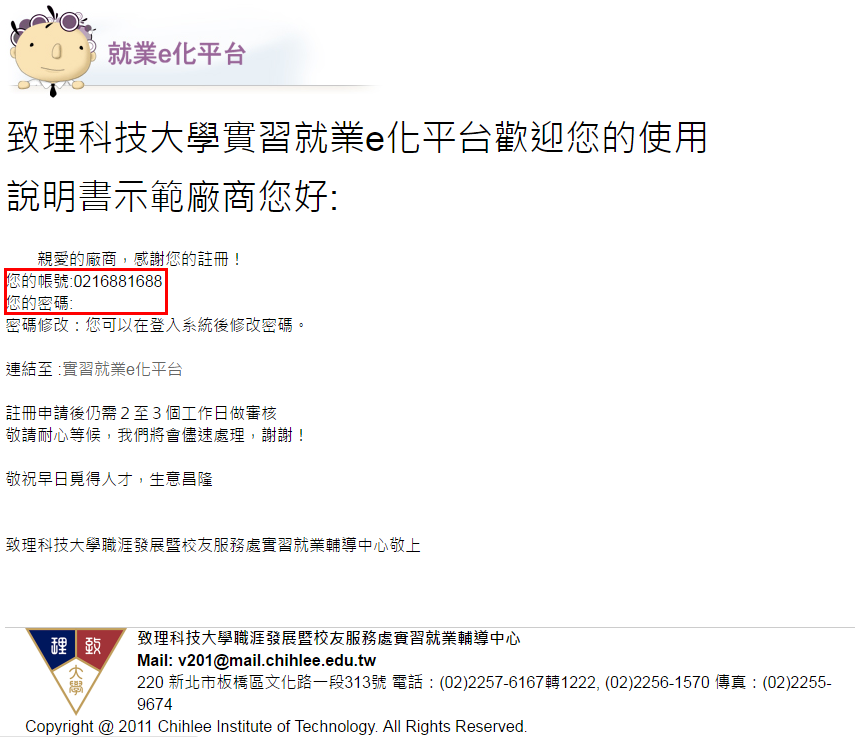 就業e化平台
致理科技大學實習就業e化平台歡迎您的使用
說明書示範廠商您好:
親愛的廠商，感謝您的註冊！
您的帳號:0216881688
您的密碼:
密碼修改：您可以在登入系統後修改密碼。
連結至 :實習就業e化平台
註冊申請後仍需２至３個工作日做審核
敬請耐心等候，我們將會儘速處理，謝謝！
敬祝早日覓得人才，生意昌隆
致理科技大學職涯發展暨校友服務處實習就業輔導中心敬上
理 致
大學
致理科技大學職涯發展暨校友服務處實習就業輔導中心
Mail: v201@mail.chihlee.edu.tw
220 新北市板橋區文化路一段313號 電話：(02)2257-6167轉1222, (02)2256-1570 傳真：(02)2255-
9674
Copyright @ 2011 Chihlee Institute of Technology. All Rights Reserved.